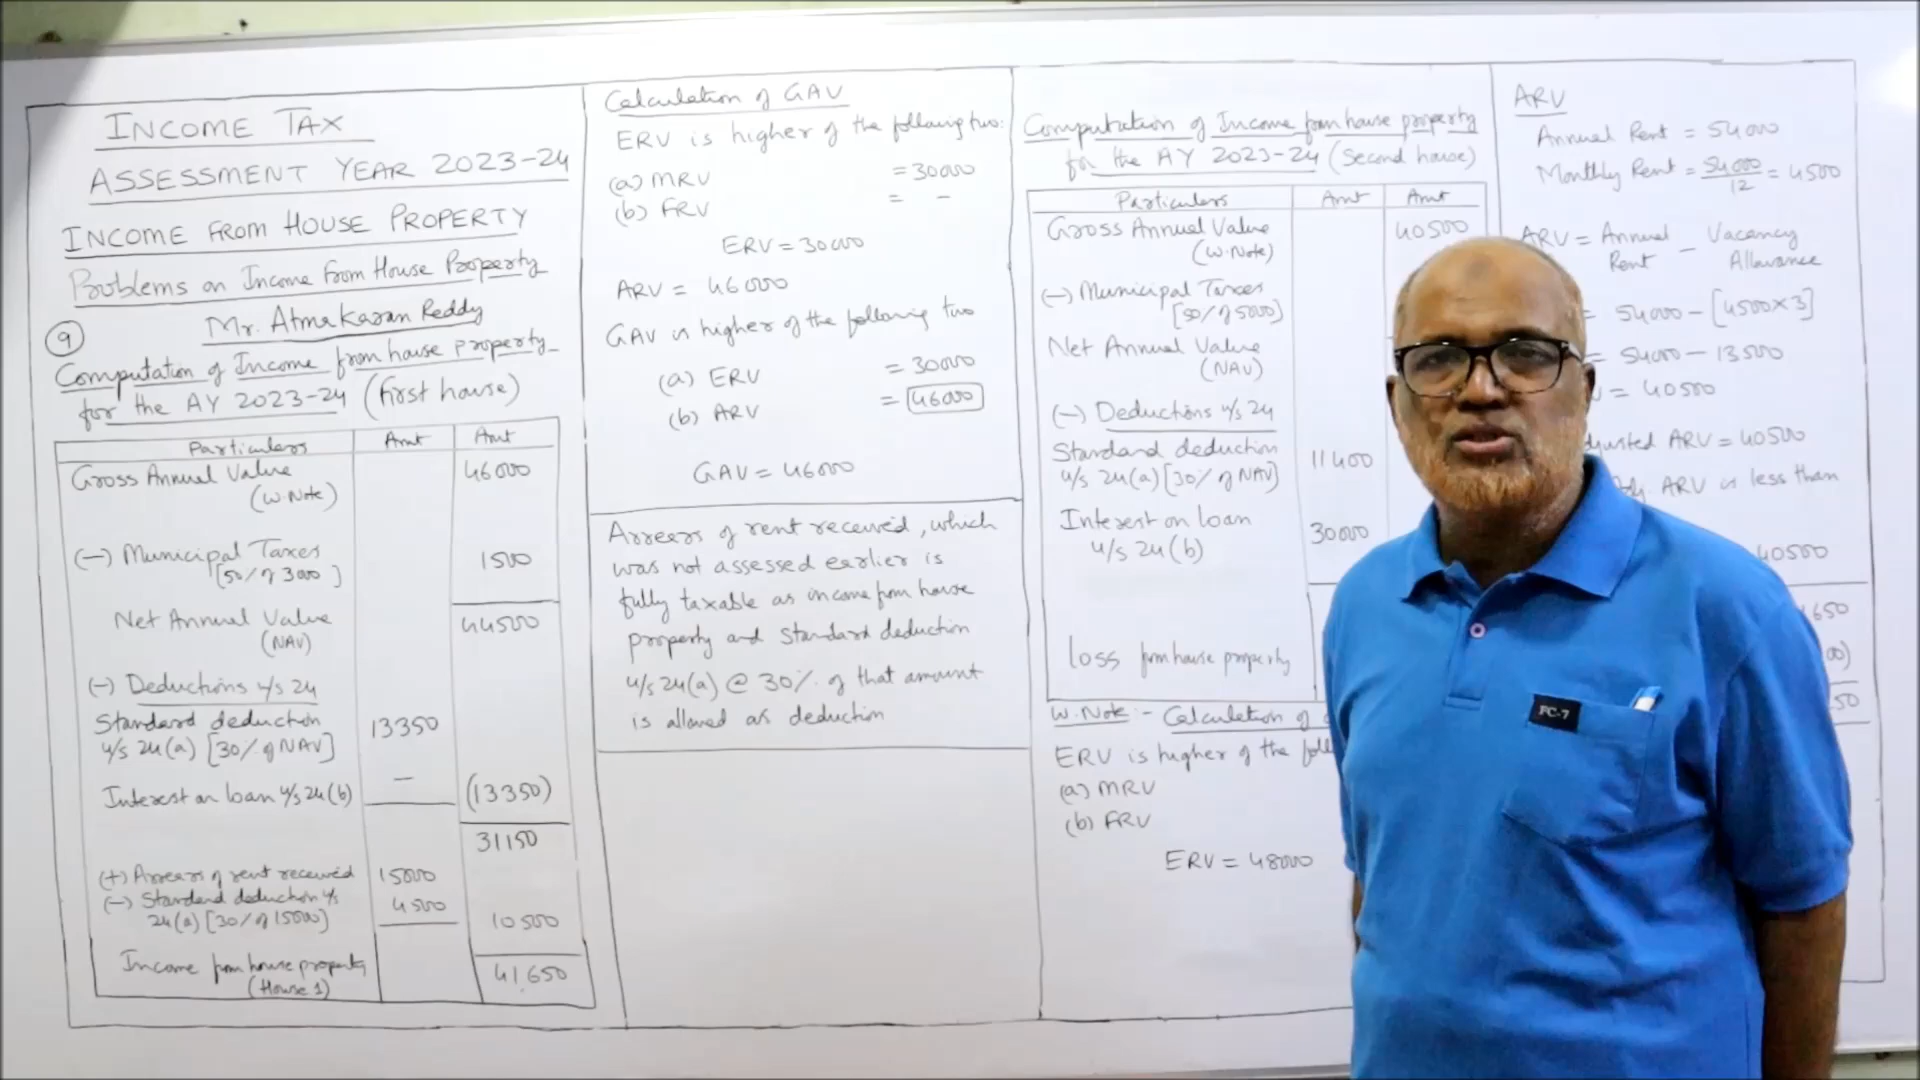 INCOME TAX
ASSESSMENT YEAR 2023-24
INCOME FROM HOUSE PROPERTY
Problems on Income from House Property
9
Mr. Atmakaran Reddy
Computation of Income from house property
for the AY 2023-24 (First house)
Particulars Amt Amt
Gross Annual Value 46000
(W.Note)
(-) Municipal Taxes 1500
[50% of 3000]
Net Annual Value 44500
(NAV)
(-) Deductions u/s 24
Standard deduction 13350
u/s 24(a) [30% of NAV]
Interest on loan u/s 24(b) — (13350)
31150
(+) Arrears of rent received 15000
(-) Standard deduction u/s 4500
24(a) [30% of 15000] 10500
Income from house property 41,650
(House 1)
Calculation of GAV
ERV is higher of the following two:
(a) MRV = 30000
(b) FRV = -
ERV = 30000
ARV = 46000
GAV is higher of the following two
(a) ERV = 30000
(b) ARV = 46000
GAV = 46000
Arrears of rent received, which
was not assessed earlier is
fully taxable as income from house
property and standard deduction
u/s 24(a) @ 30% of that amount
is allowed as deduction
Computation of Income from house property
for the AY 2023-24 (Second house)
Particulars Amt Amt
Gross Annual Value 40500
(W.Note)
(-) Municipal Taxes
[50% of 5000]
Net Annual Value
(NAV)
(-) Deductions u/s 24
Standard deduction 11400
u/s 24(a) [30% of NAV]
Interest on loan 30000
u/s 24(b)
Loss from house property
W.Note:- Calculation of
ERV is higher of the
(a) MRV
(b) FRV
ERV = 48000
ARV
Annual Rent = 54000
Monthly Rent = 54000/12 = 4500
ARV = Annual Rent - Vacancy Allowance
= 54000 - [4500x3]
= 54000 - 13500
= 40500
ARV = 40500
ARV is less than
40500
650
50
FC-7